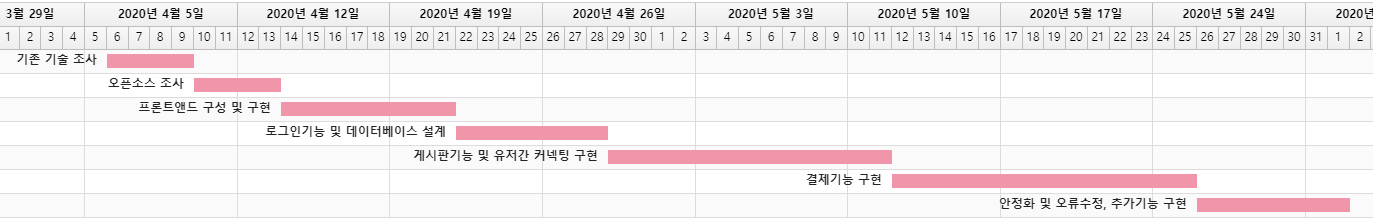 3월 29일 2020년 4월 5일 2020년 4월 12일 2020년 4월 19일 2020년 4월 26일 2020년 5월 3일 2020년 5월 10일 2020년 5월 17일 2020년 5월 24일 2020년
1 2 3 4 5 6 7 8 9 10 11 12 13 14 15 16 17 18 19 20 21 22 23 24 25 26 27 28 29 30 1 2 3 4 5 6 7 8 9 10 11 12 13 14 15 16 17 18 19 20 21 22 23 24 25 26 27 28 29 30 31 1 2
기존 기술 조사
오픈소스 조사
프론트앤드 구성 및 구현
로그인기능 및 데이터베이스 설계
게시판기능 및 유저간 커넥팅 구현
결제기능 구현
안정화 및 오류수정, 추가기능 구현